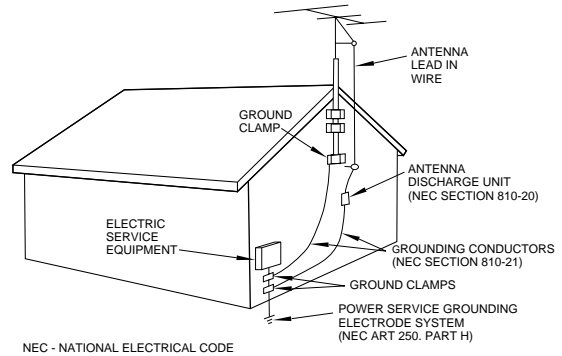 ANTENNA
LEAD IN
WIRE
GROUND
CLAMP
ANTENNA
DISCHARGE UNIT
(NEC SECTION 810-20)
ELECTRIC
SERVICE
EQUIPMENT
GROUNDING CONDUCTORS
(NEC SECTION 810-21)
GROUND CLAMPS
POWER SERVICE GROUNDING
ELECTRODE SYSTEM
(NEC ART 250. PART H)
NEC - NATIONAL ELECTRICAL CODE